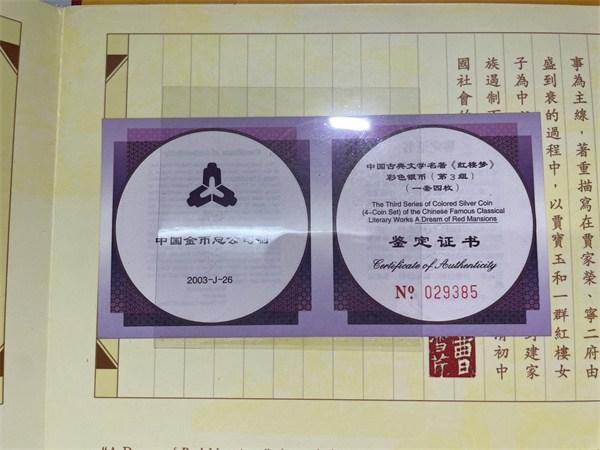 中国金币总公司制
2003-J-26
中国古典文学名著《红楼梦》
彩色银币（第3组）
（一套四枚）
The Third Series of Colored Silver Coin
(4-Coin Set) of the Chinese Famous Classical
Literary Works A Dream of Red Mansions
鉴定证书
Certificate of Authenticity
№ 029385
事為主線，著重描寫在賈家榮、寧二府由
盛到衰的過程中，以賈寶玉和一群紅樓女
子為中
族過制
國社會
建家
清初中